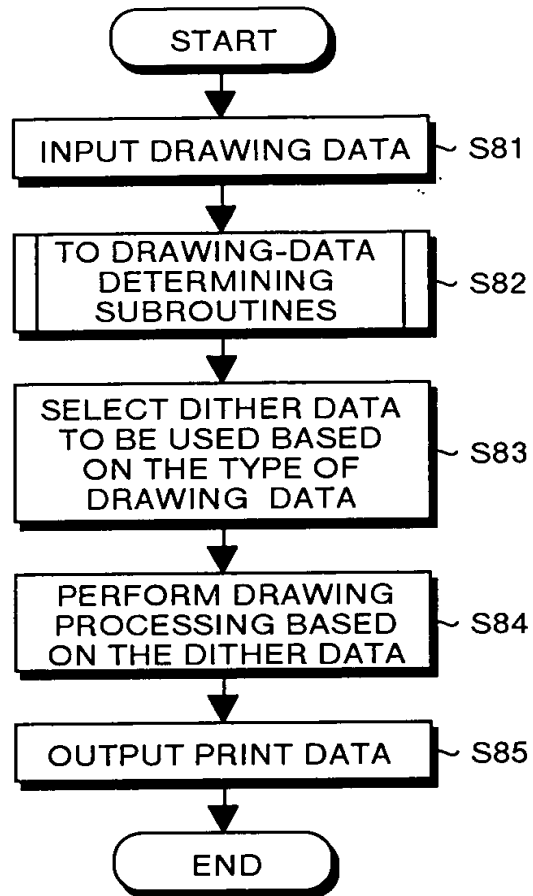 START
INPUT DRAWING DATA
S81
TO DRAWING-DATA
DETERMINING
SUBROUTINES
S82
SELECT DITHER DATA
TO BE USED BASED
ON THE TYPE OF
DRAWING DATA
S83
PERFORM DRAWING
PROCESSING BASED
ON THE DITHER DATA
S84
OUTPUT PRINT DATA
S85
END